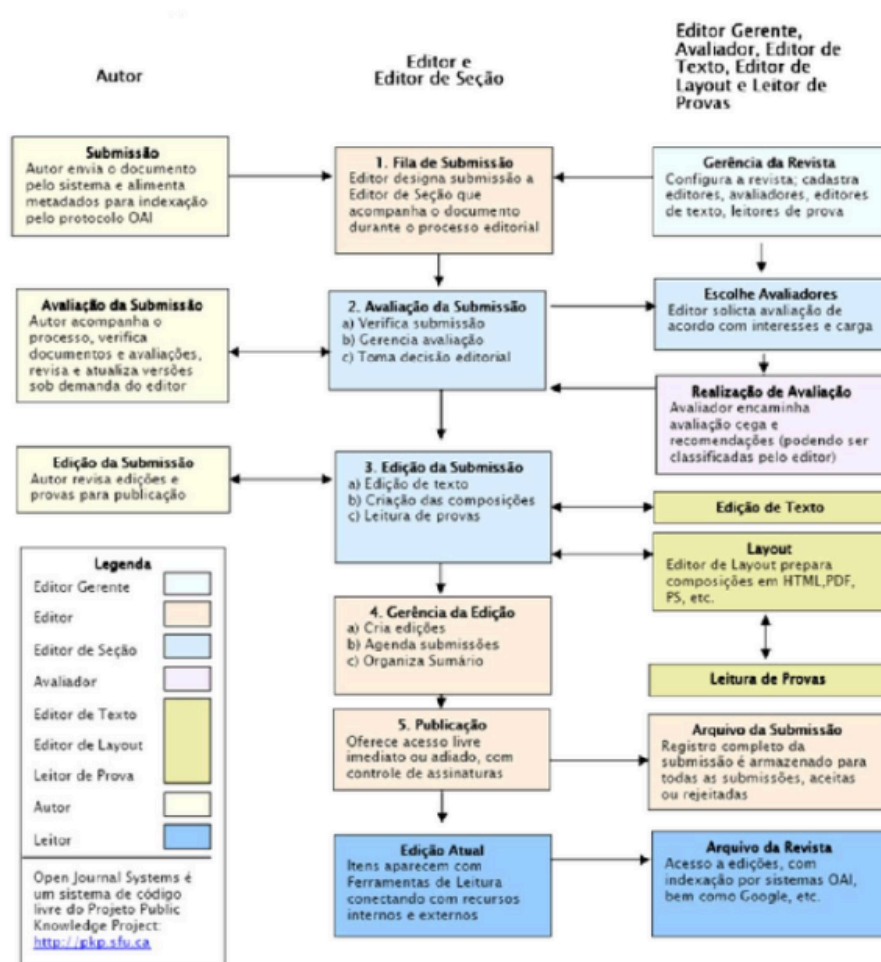 Autor
Editor e
Editor de Seção
Editor Gerente,
Avaliador, Editor de
Texto, Editor de
Layout e Leitor de
Provas
Submissão
Autor envia o documento
pelo sistema e alimenta
metadados para indexação
pelo protocolo OAI
1. Fila de Submissão
Editor designa submissão a
Editor de Seção que
acompanha o documento
durante o processo editorial
Gerência da Revista
Configura a revista; cadastra
editores, avaliadores, editores
de texto, leitores de prova
Avaliação da Submissão
Autor acompanha o
processo, verifica
documentos e avaliações,
revisa e atualiza versões
sob demanda do editor
2. Avaliação da Submissão
a) Verifica submissão
b) Gerencia avaliação
c) Toma decisão editorial
Escolhe Avaliadores
Editor solicta avaliação de
acordo com interesses e carga
Realização de Avaliação
Avaliador encaminha
avaliação cega e
recomendações (podendo ser
classificadas pelo editor)
Edição da Submissão
Autor revisa edições e
provas para publicação
3. Edição da Submissão
a) Edição de texto
b) Criação das composições
c) Leitura de provas
Edição de Texto
Layout
Editor de Layout prepara
composições em HTML,PDF,
PS, etc.
Leitura de Provas
4. Gerência da Edição
a) Cria edições
b) Agenda submissões
c) Organiza Sumário
5. Publicação
Oferece acesso livre
imediato ou adiado, com
controle de assinaturas
Arquivo da Submissão
Registro completo da
submissão é armazenado para
todas as submissões, aceitas
ou rejeitadas
Edição Atual
Itens aparecem com
Ferramentas de Leitura
conectando com recursos
internos e externos
Arquivo da Revista
Acesso a edições, com
indexação por sistemas OAI,
bem como Google, etc.
Legenda
Editor Gerente
Editor
Editor de Seção
Avaliador
Editor de Texto
Editor de Layout
Leitor de Prova
Autor
Leitor
Open Journal Systems é
um sistema de código
livre do Projeto Public
Knowledge Project:
http://pkp.sfu.ca